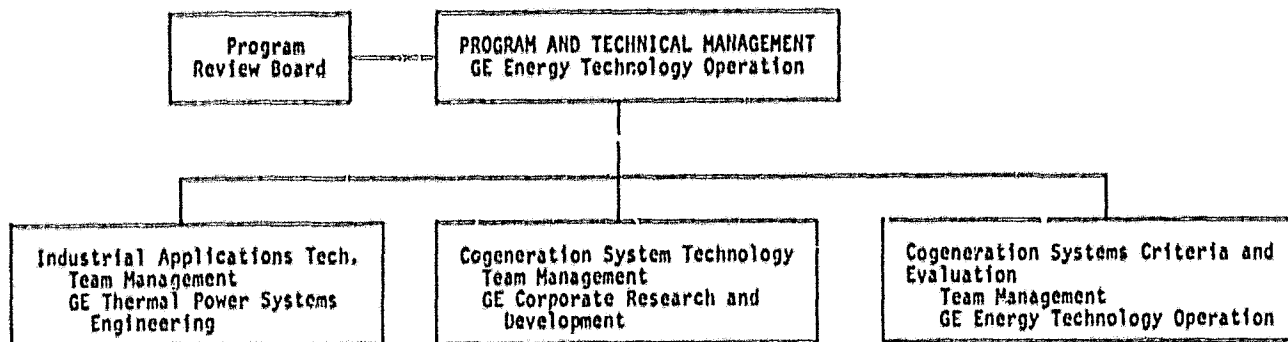 Program
Review Board
PROGRAM AND TECHNICAL MANAGEMENT
GE Energy Technology Operation
Industrial Applications Tech.
Team Management
GE Thermal Power Systems
Engineering
Cogeneration System Technology
Team Management
GE Corporate Research and
Development
Cogeneration Systems Criteria and
Evaluation
Team Management
GE Energy Technology Operation